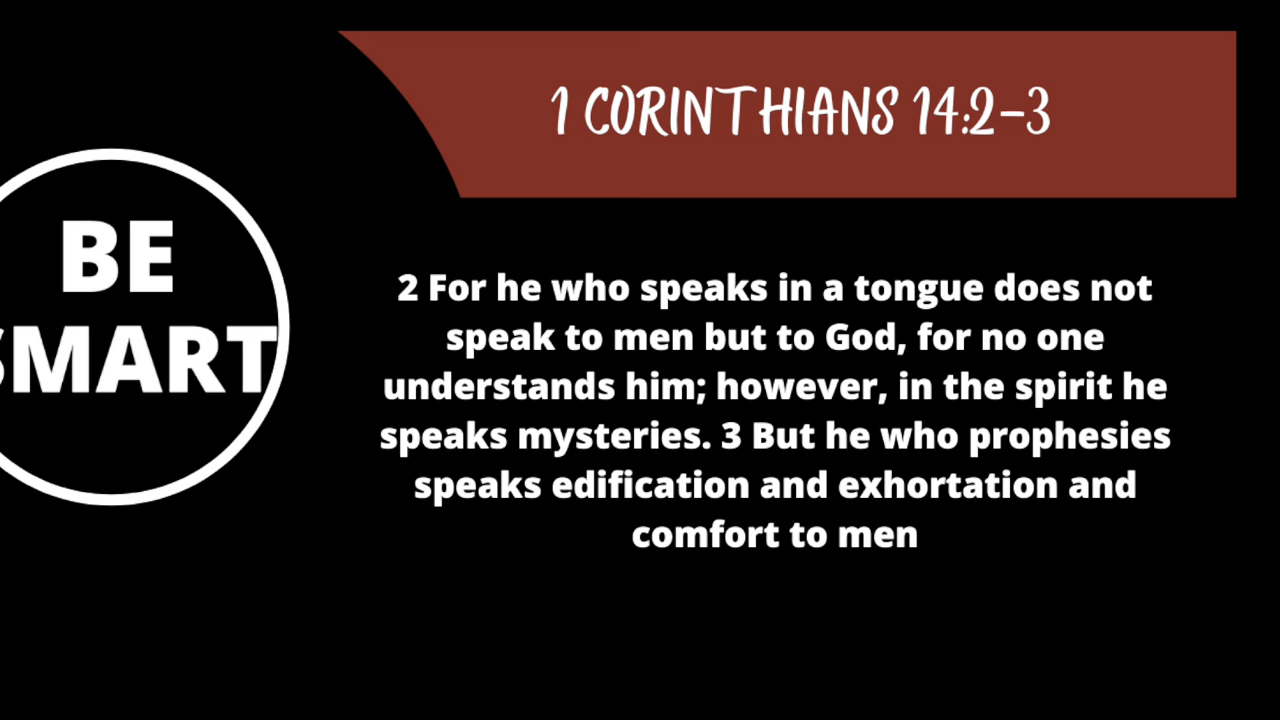 1 CORINTHIANS 14:2-3
BE
SMART
2 For he who speaks in a tongue does not
speak to men but to God, for no one
understands him; however, in the spirit he
speaks mysteries. 3 But he who prophesies
speaks edification and exhortation and
comfort to men